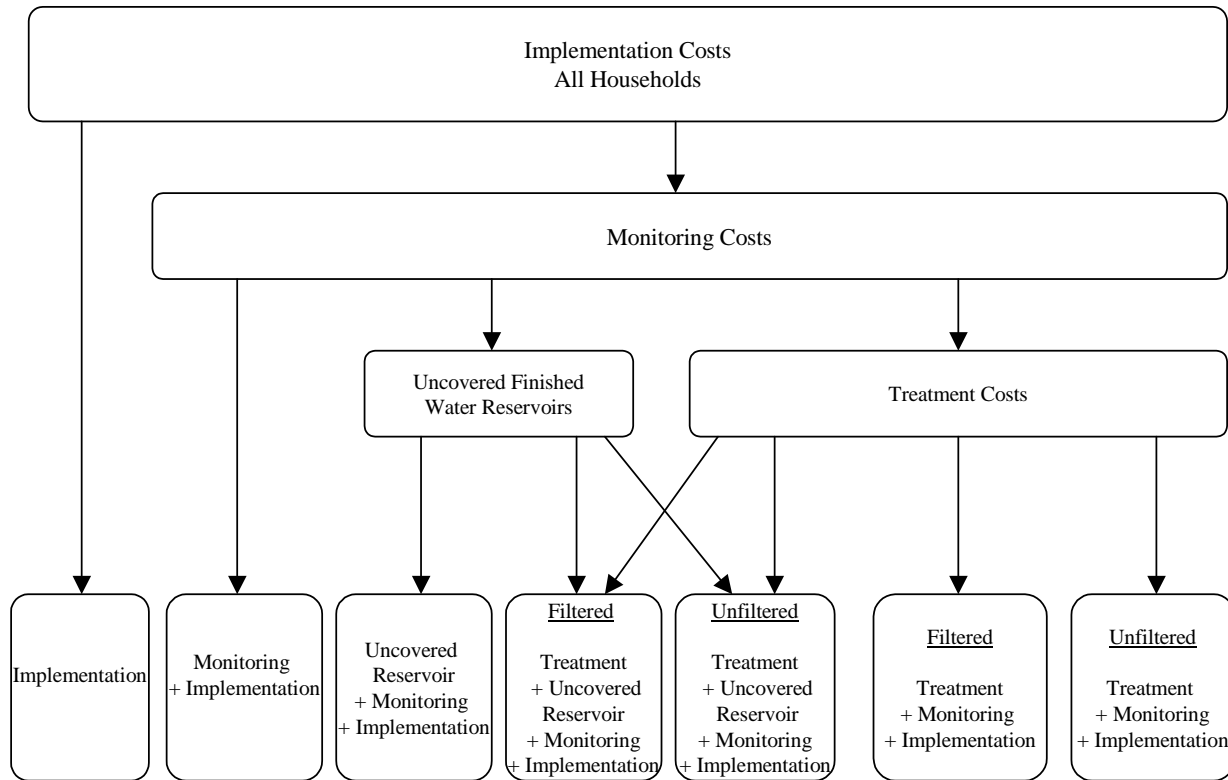 Implementation Costs
All Households
Monitoring Costs
Uncovered Finished
Water Reservoirs
Treatment Costs
Implementation
Monitoring
+ Implementation
Uncovered
Reservoir
+ Monitoring
+ Implementation
Filtered
Treatment
+ Uncovered
Reservoir
+ Monitoring
+ Implementation
Unfiltered
Treatment
+ Uncovered
Reservoir
+ Monitoring
+ Implementation
Filtered
Treatment
+ Monitoring
+ Implementation
Unfiltered
Treatment
+ Monitoring
+ Implementation